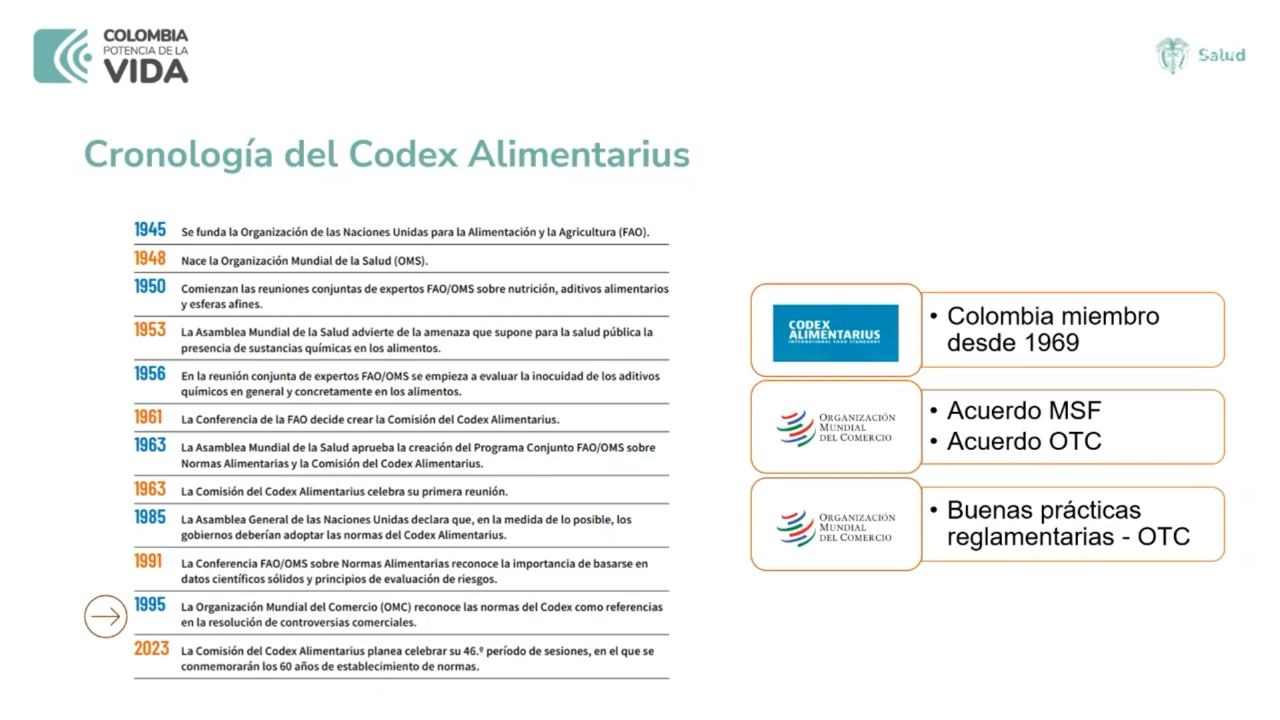 COLOMBIA
POTENCIA DE LA
VIDA
Salud
Cronología del Codex Alimentarius
1945 Se funda la Organización de las Naciones Unidas para la Alimentación y la Agricultura (FAO).
1948 Nace la Organización Mundial de la Salud (OMS).
1950 Comienzan las reuniones conjuntas de expertos FAO/OMS sobre nutrición, aditivos alimentarios
y esferas afines.
1953 La Asamblea Mundial de la Salud advierte de la amenaza que supone para la salud pública la
presencia de sustancias químicas en los alimentos.
1956 En la reunión conjunta de expertos FAO/OMS se empieza a evaluar la inocuidad de los aditivos
químicos en general y concretamente en los alimentos.
1961 La Conferencia de la FAO decide crear la Comisión del Codex Alimentarius.
1963 La Asamblea Mundial de la Salud aprueba la creación del Programa Conjunto FAO/OMS sobre
Normas Alimentarias y la Comisión del Codex Alimentarius.
1963 La Comisión del Codex Alimentarius celebra su primera reunión.
1985 La Asamblea General de las Naciones Unidas declara que, en la medida de lo posible, los
gobiernos deberían adoptar las normas del Codex Alimentarius.
1991 La Conferencia FAO/OMS sobre Normas Alimentarias reconoce la importancia de basarse en
datos científicos sólidos y principios de evaluación de riesgos.
1995 La Organización Mundial del Comercio (OMC) reconoce las normas del Codex como referencias
en la resolución de controversias comerciales.
2023 La Comisión del Codex Alimentarius planea celebrar su 46.º período de sesiones, en el que se
conmemorarán los 60 años de establecimiento de normas.
CODEX
ALIMENTARIUS
INTERNATIONAL FOOD STANDARDS
• Colombia miembro
desde 1969
ORGANIZACIÓN
MUNDIAL
DEL COMERCIO
• Acuerdo MSF
• Acuerdo OTC
ORGANIZACIÓN
MUNDIAL
DEL COMERCIO
• Buenas prácticas
reglamentarias - OTC